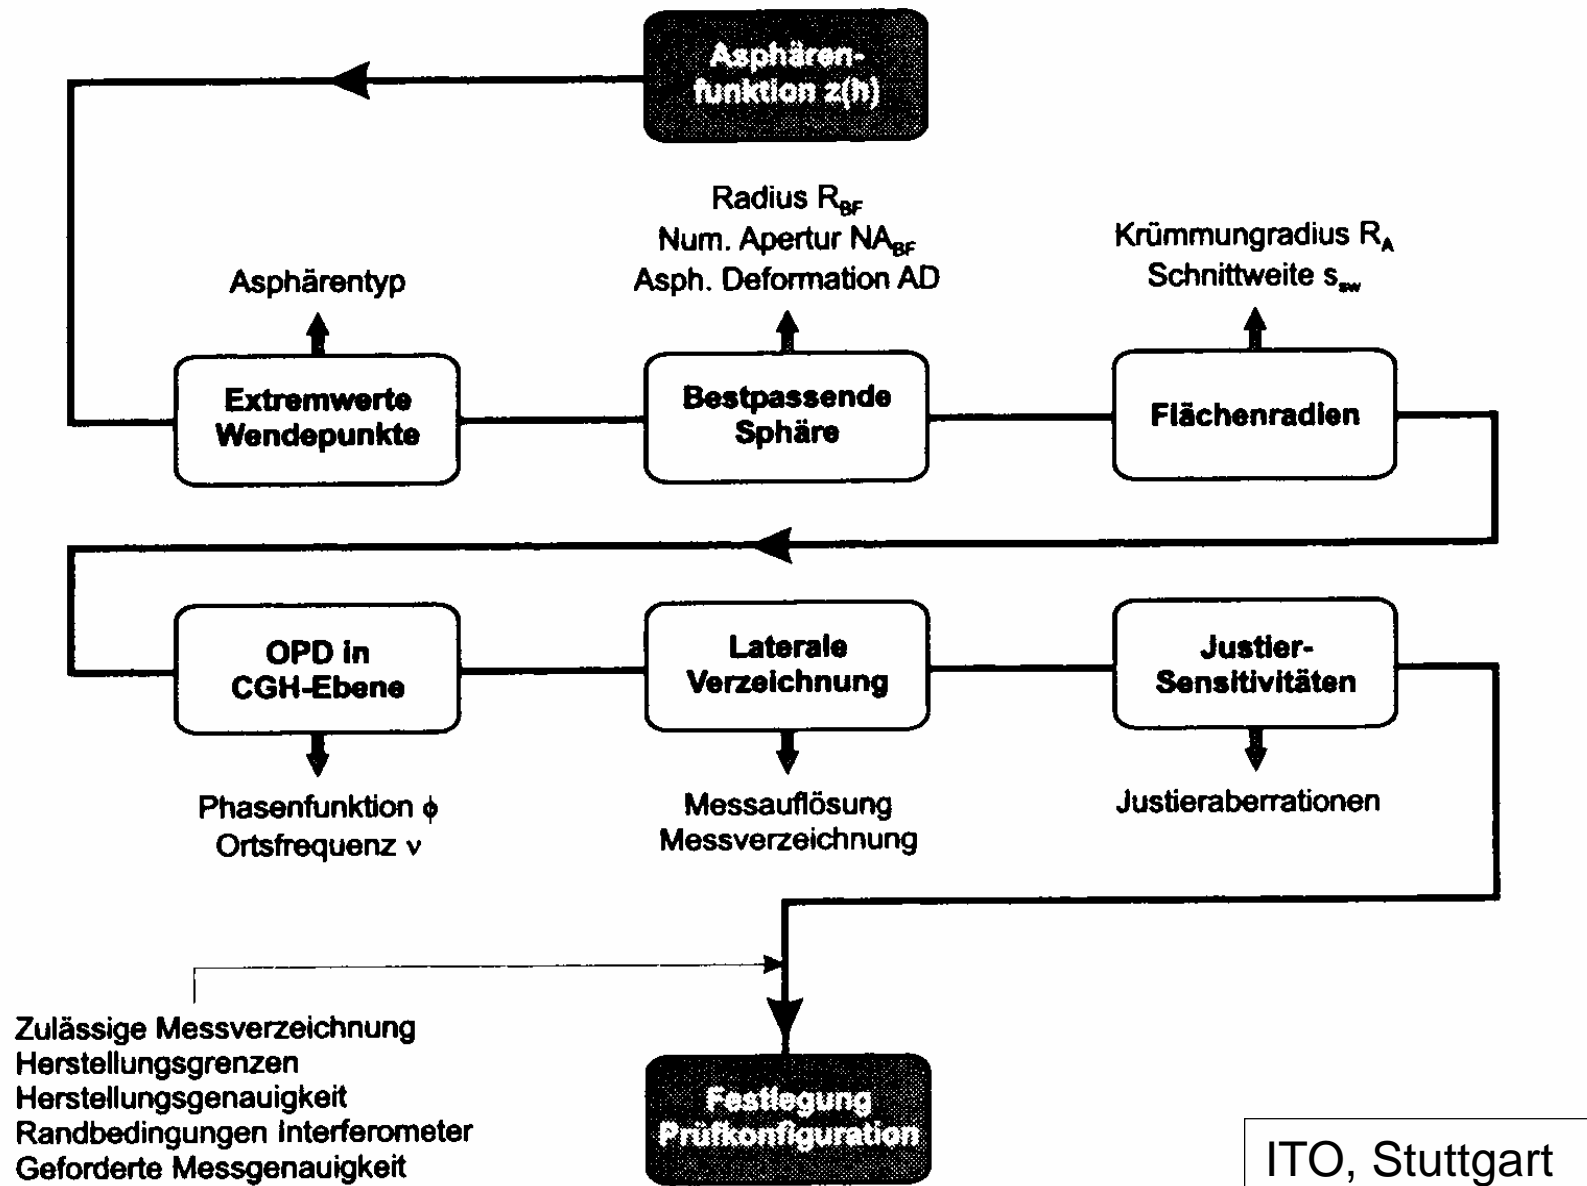 Asphären-
funktion z(h)
Asphärentyp
Radius R_BF
Num. Apertur NA_BF
Asph. Deformation AD
Krümmungradius R_A
Schnittweite s_sw
Extremwerte
Wendepunkte
Bestpassende
Sphäre
Flächenradien
OPD in
CGH-Ebene
Laterale
Verzeichnung
Justier-
Sensitivitäten
Phasenfunktion ϕ
Ortsfrequenz ν
Messauflösung
Messverzeichnung
Justieraberrationen
Zulässige Messverzeichnung
Herstellungsgrenzen
Herstellungsgenauigkeit
Randbedingungen Interferometer
Geforderte Messgenauigkeit
Festlegung
Prüfkonfiguration
ITO, Stuttgart